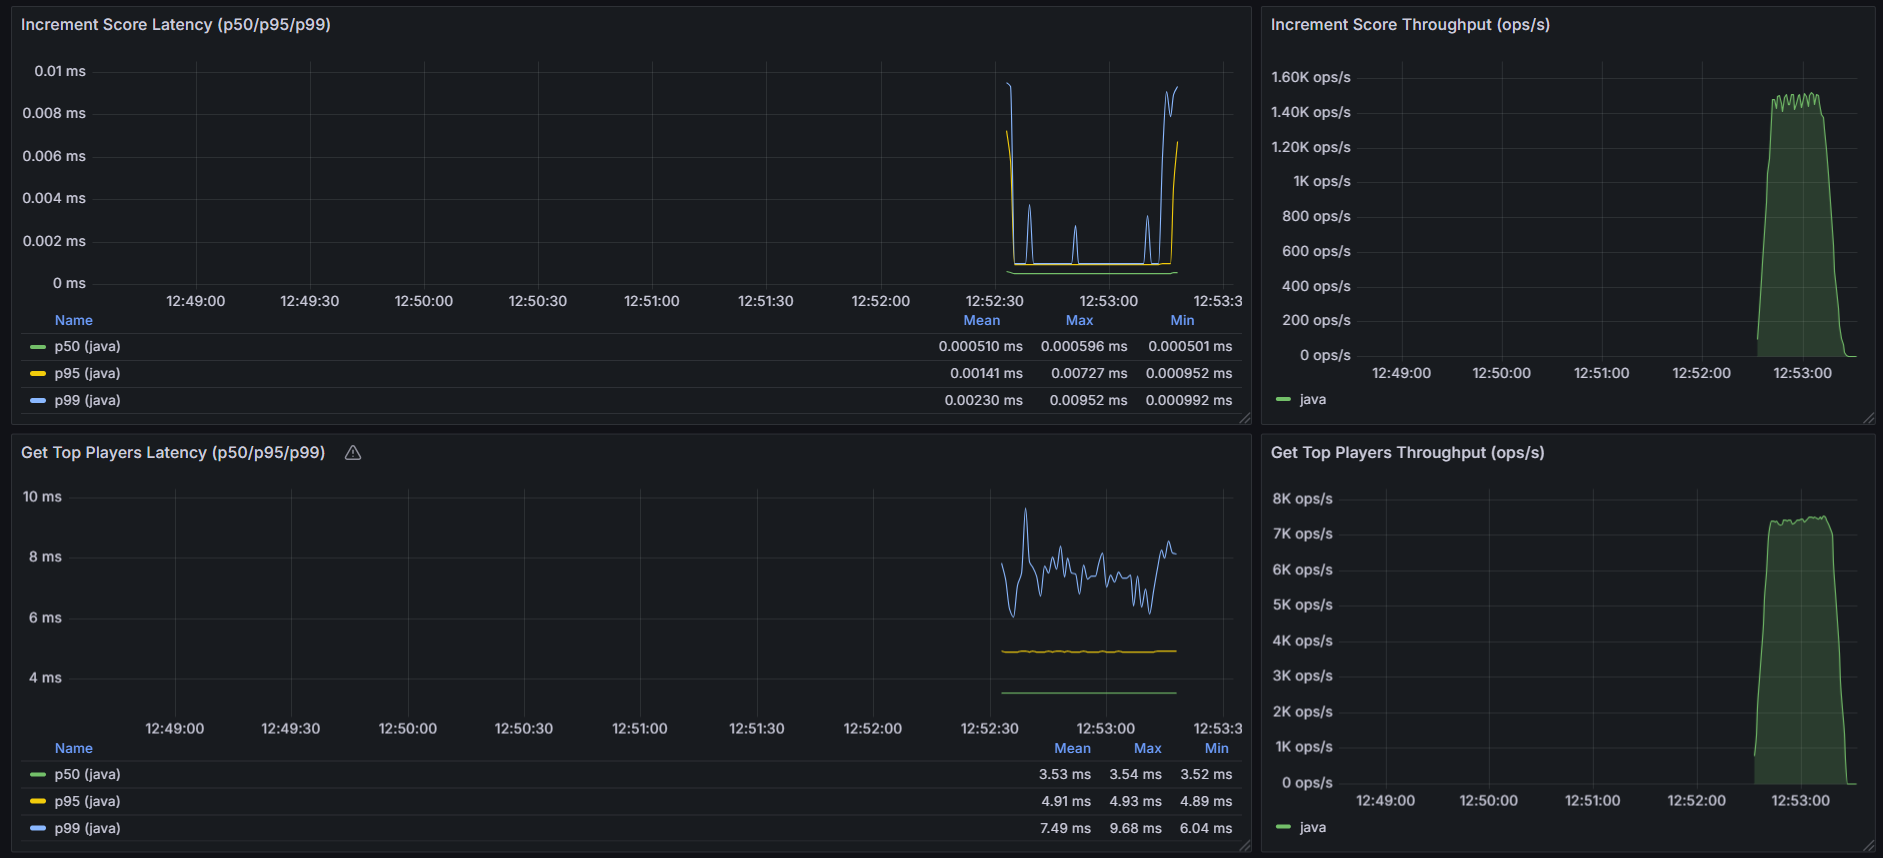 Increment Score Latency (p50/p95/p99)
0.01 ms
0.008 ms
0.006 ms
0.004 ms
0.002 ms
0 ms
12:49:00 12:49:30 12:50:00 12:50:30 12:51:00 12:51:30 12:52:00 12:52:30 12:53:00 12:53:3
Name Mean Max Min
p50 (java) 0.000510 ms 0.000596 ms 0.000501 ms
p95 (java) 0.00141 ms 0.00727 ms 0.000952 ms
p99 (java) 0.00230 ms 0.00952 ms 0.000992 ms
Increment Score Throughput (ops/s)
1.60K ops/s
1.40K ops/s
1.20K ops/s
1K ops/s
800 ops/s
600 ops/s
400 ops/s
200 ops/s
0 ops/s
12:49:00 12:50:00 12:51:00 12:52:00 12:53:00
java
Get Top Players Latency (p50/p95/p99)
10 ms
8 ms
6 ms
4 ms
12:49:00 12:49:30 12:50:00 12:50:30 12:51:00 12:51:30 12:52:00 12:52:30 12:53:00 12:53:3
Name Mean Max Min
p50 (java) 3.53 ms 3.54 ms 3.52 ms
p95 (java) 4.91 ms 4.93 ms 4.89 ms
p99 (java) 7.49 ms 9.68 ms 6.04 ms
Get Top Players Throughput (ops/s)
8K ops/s
7K ops/s
6K ops/s
5K ops/s
4K ops/s
3K ops/s
2K ops/s
1K ops/s
0 ops/s
12:49:00 12:50:00 12:51:00 12:52:00 12:53:00
java